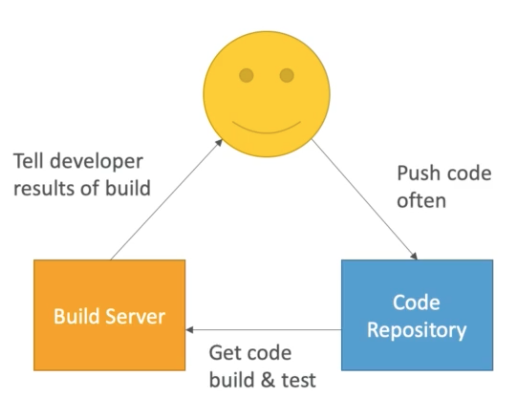 Tell developer
results of build
Push code
often
Build Server
Code
Repository
Get code
build & test